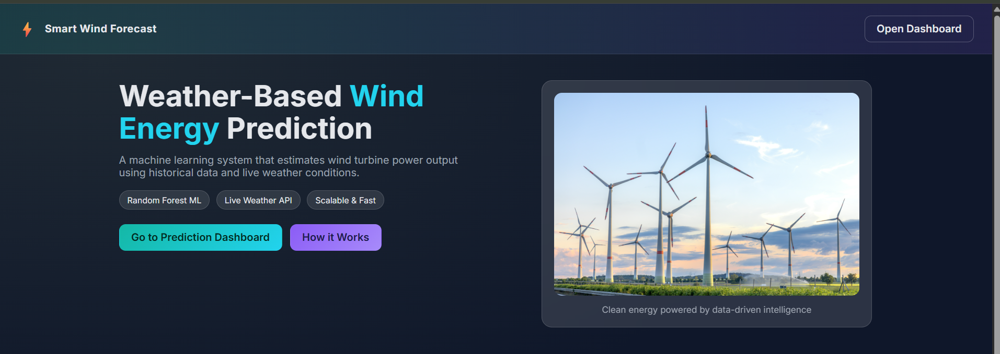 Smart Wind Forecast
Open Dashboard
Weather-Based Wind
Energy Prediction
A machine learning system that estimates wind turbine power output
using historical data and live weather conditions.
Random Forest ML
Live Weather API
Scalable & Fast
Go to Prediction Dashboard
How it Works
Clean energy powered by data-driven intelligence